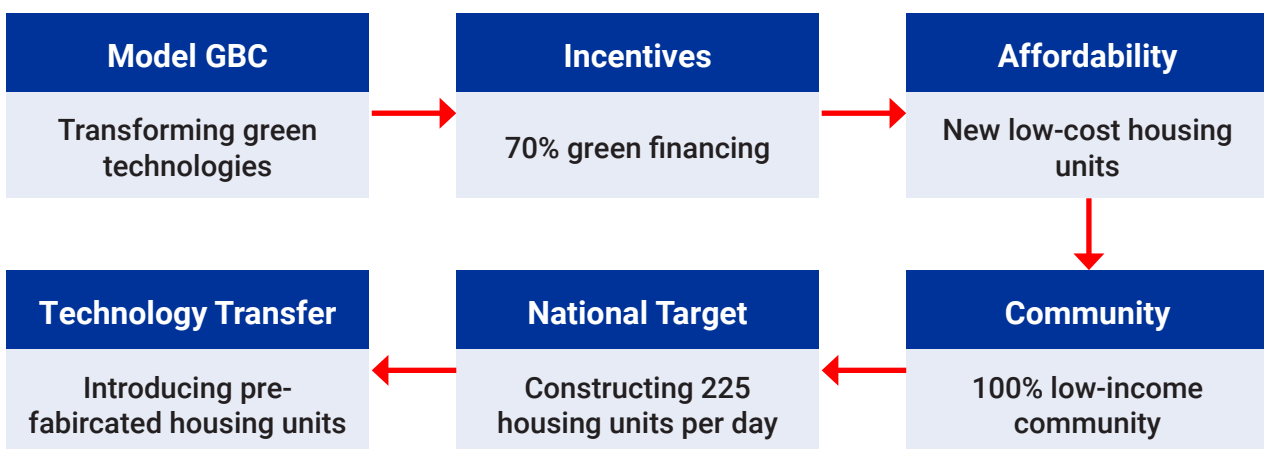 Model GBC
Transforming green
technologies
Incentives
70% green financing
Affordability
New low-cost housing
units
Community
100% low-income
community
National Target
Constructing 225
housing units per day
Technology Transfer
Introducing pre-
fabircated housing units